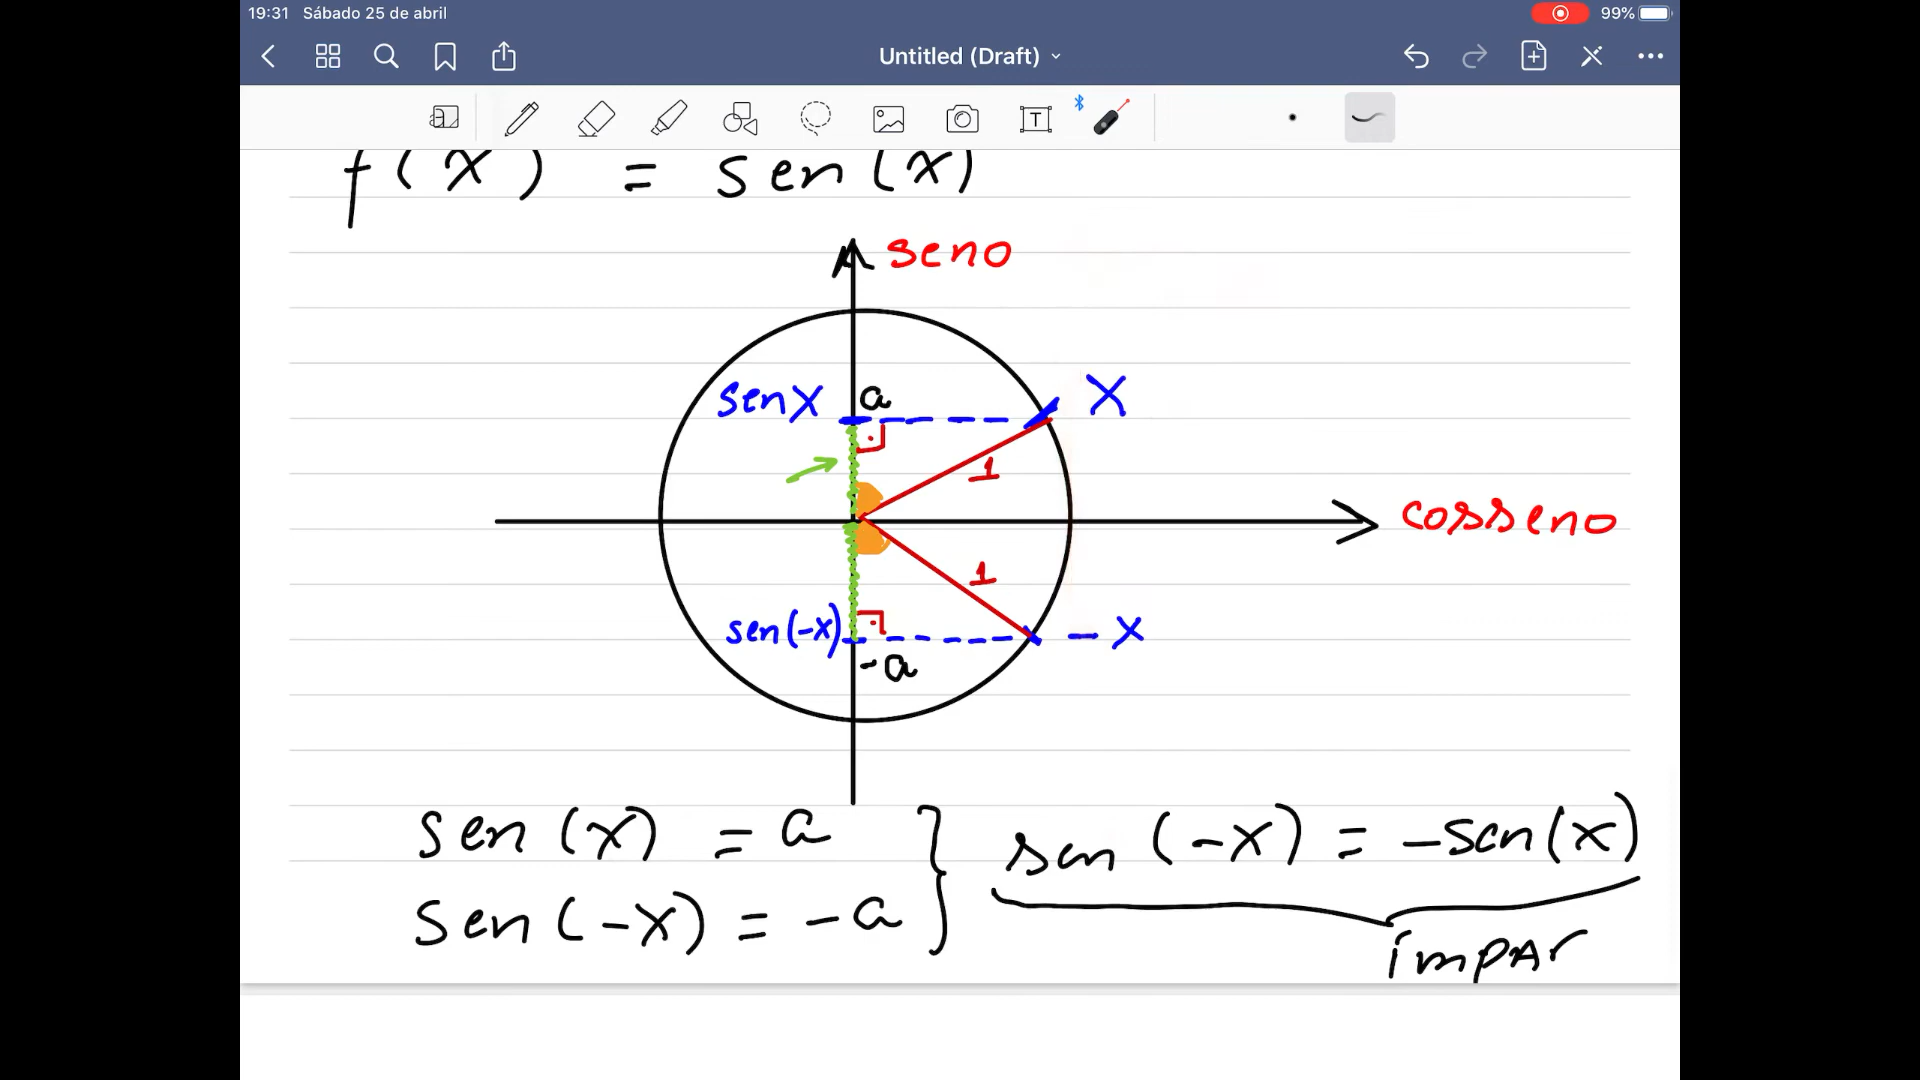 19:31 Sábado 25 de abril 99%
Untitled (Draft)
f(x) = sen(x)
seno
senx a X
1
cosseno
1
sen(-x) -x
-a
sen(x) = a
sen(-x) = -a
sen(-x) = -sen(x)
ímpar